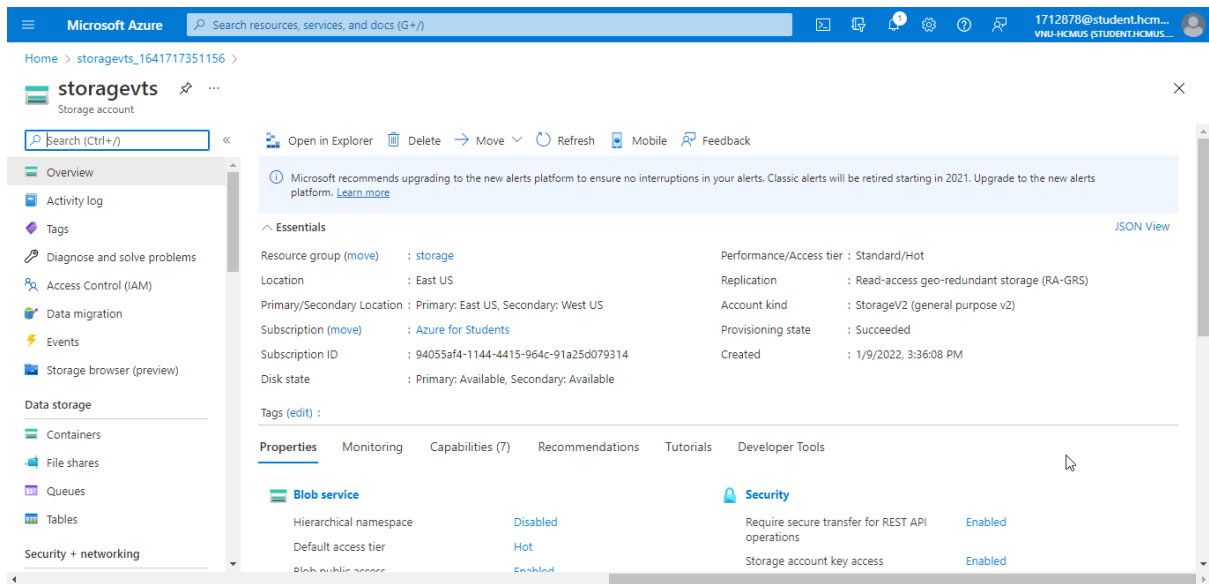 Microsoft Azure
Search resources, services, and docs (G+/)
1
1712878@student.hcm...
VNU-HCMUS (STUDENT.HCMUS....
Home > storagevts_1641717351156 >
storagevts
...
Storage account
Search (Ctrl+/)
«
Overview
Activity log
Tags
Diagnose and solve problems
Access Control (IAM)
Data migration
Events
Storage browser (preview)
Data storage
Containers
File shares
Queues
Tables
Security + networking
Open in Explorer Delete Move Refresh Mobile Feedback
Microsoft recommends upgrading to the new alerts platform to ensure no interruptions in your alerts. Classic alerts will be retired starting in 2021. Upgrade to the new alerts
platform. Learn more
Essentials
JSON View
Resource group (move) : storage
Location : East US
Primary/Secondary Location : Primary: East US, Secondary: West US
Subscription (move) : Azure for Students
Subscription ID : 94055af4-1144-4415-964c-91a25d079314
Disk state : Primary: Available, Secondary: Available
Performance/Access tier : Standard/Hot
Replication : Read-access geo-redundant storage (RA-GRS)
Account kind : StorageV2 (general purpose v2)
Provisioning state : Succeeded
Created : 1/9/2022, 3:36:08 PM
Tags (edit) :
Properties Monitoring Capabilities (7) Recommendations Tutorials Developer Tools
Blob service
Hierarchical namespace Disabled
Default access tier Hot
Blob public access Enabled
Security
Require secure transfer for REST API Enabled
operations
Storage account key access Enabled